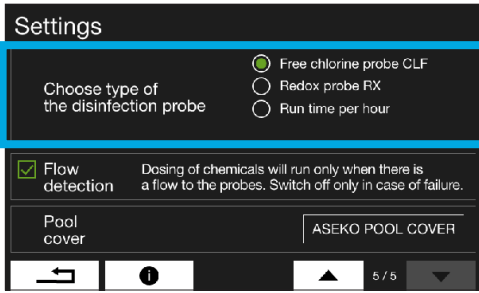 Settings
Choose type of
the disinfection probe
Free chlorine probe CLF
Redox probe RX
Run time per hour
Flow
detection
Dosing of chemicals will run only when there is
a flow to the probes. Switch off only in case of failure.
Pool
cover
ASEKO POOL COVER
5 / 5